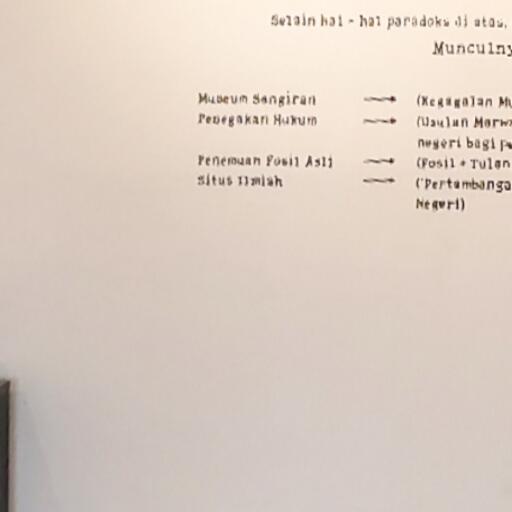 Selain hal - hal paradoks di atas,
Munculny
Museum Sangiran (Kegagalan Mu
Penegakan Hukum (Usulan Marw
negeri bagi p
Penemuan Fosil Asli (Fosil + Tulan
Situs Ilmiah ("Pertambanga
Negeri)